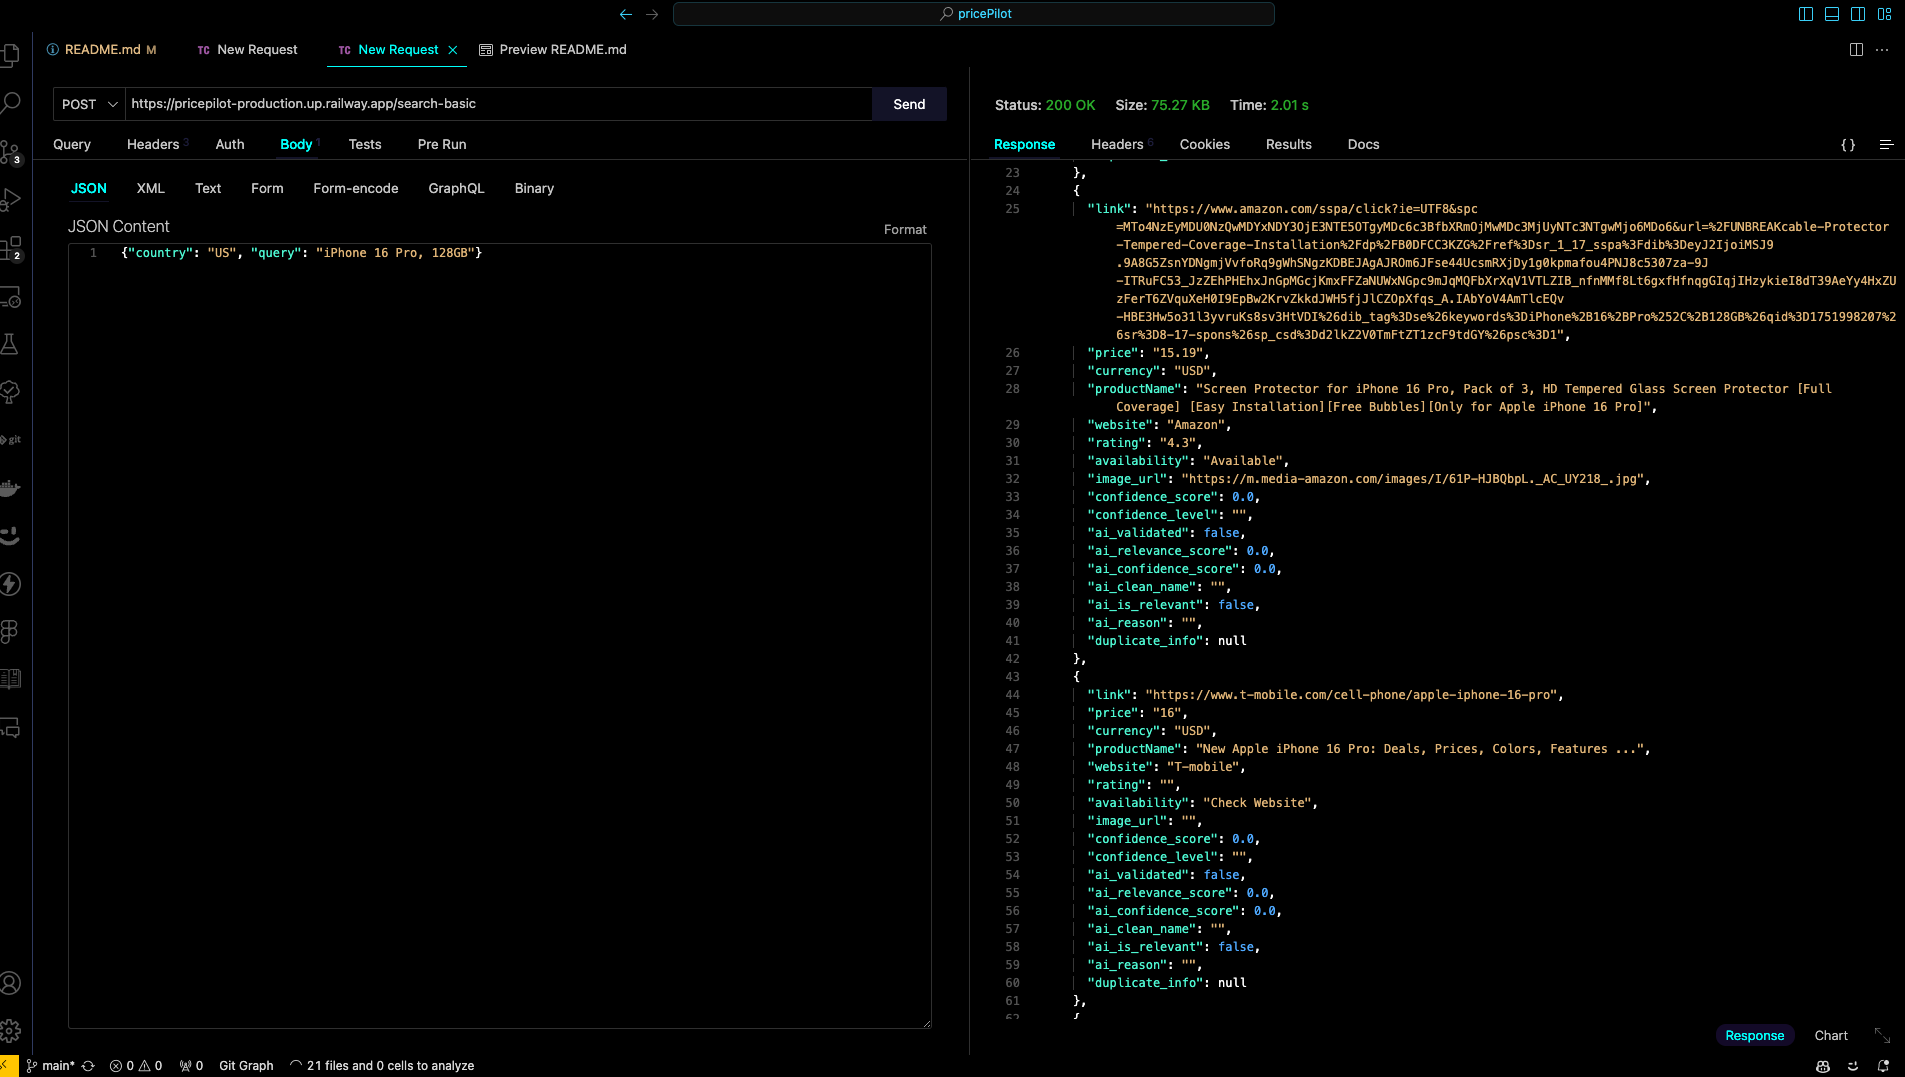 pricePilot
README.md M
TC New Request
TC New Request
Preview README.md
POST
https://pricepilot-production.up.railway.app/search-basic
Send
Query
Headers 3
Auth
Body 1
Tests
Pre Run
JSON
XML
Text
Form
Form-encode
GraphQL
Binary
JSON Content
Format
1 {"country": "US", "query": "iPhone 16 Pro, 128GB"}
Status: 200 OK Size: 75.27 KB Time: 2.01 s
Response
Headers 6
Cookies
Results
Docs
{ }
23 },
24 {
25 "link": "https://www.amazon.com/sspa/click?ie=UTF8&spc
=MTo4NzEyMDU0NzQwMDYxNDY3OjE3NTE5OTgyMDc6c3BfbXRmOjMwMDc3MjUyNTc3NTgwMjo6MDo6&url=%2FUNBREAKcable-Protector
-Tempered-Coverage-Installation%2Fdp%2FB0DFCC3KZG%2Fref%3Dsr_1_17_sspa%3Fdib%3DeyJ2IjoiMSJ9
.9A8G5ZsnYDNgmjVvfoRq9gWhSNgzKDBEJAgAJROm6JFse44UcsmRXjDy1g0kpmafou4PNJ8c5307za-9J
-ITRuFC53_JzZEhPHEhxJnGpMGcjKmxFFZaNUWxNGpc9mJqMQFbXrXqV1VTLZIB_nfnMMf8Lt6gxfHfnqgGIqjIHzykieI8dT39AeYy4HxZU
zFerT6ZVquXeH0I9EpBw2KrvZkkdJWH5fjJlCZOpXfqs_A.IAbYoV4AmTlcEQv
-HBE3Hw5o31l3yvruKs8sv3HtVDI%26dib_tag%3Dse%26keywords%3DiPhone%2B16%2BPro%252C%2B128GB%26qid%3D1751998207%2
6sr%3D8-17-spons%26sp_csd%3Dd2lkZ2V0TmFtZT1zcF9tdGY%26psc%3D1",
26 "price": "15.19",
27 "currency": "USD",
28 "productName": "Screen Protector for iPhone 16 Pro, Pack of 3, HD Tempered Glass Screen Protector [Full
Coverage] [Easy Installation][Free Bubbles][Only for Apple iPhone 16 Pro]",
29 "website": "Amazon",
30 "rating": "4.3",
31 "availability": "Available",
32 "image_url": "https://m.media-amazon.com/images/I/61P-HJBQbpL._AC_UY218_.jpg",
33 "confidence_score": 0.0,
34 "confidence_level": "",
35 "ai_validated": false,
36 "ai_relevance_score": 0.0,
37 "ai_confidence_score": 0.0,
38 "ai_clean_name": "",
39 "ai_is_relevant": false,
40 "ai_reason": "",
41 "duplicate_info": null
42 },
43 {
44 "link": "https://www.t-mobile.com/cell-phone/apple-iphone-16-pro",
45 "price": "16",
46 "currency": "USD",
47 "productName": "New Apple iPhone 16 Pro: Deals, Prices, Colors, Features ...",
48 "website": "T-mobile",
49 "rating": "",
50 "availability": "Check Website",
51 "image_url": "",
52 "confidence_score": 0.0,
53 "confidence_level": "",
54 "ai_validated": false,
55 "ai_relevance_score": 0.0,
56 "ai_confidence_score": 0.0,
57 "ai_clean_name": "",
58 "ai_is_relevant": false,
59 "ai_reason": "",
60 "duplicate_info": null
61 },
62 {
Response
Chart
3
2
git
main*
0
0
0
Git Graph
21 files and 0 cells to analyze